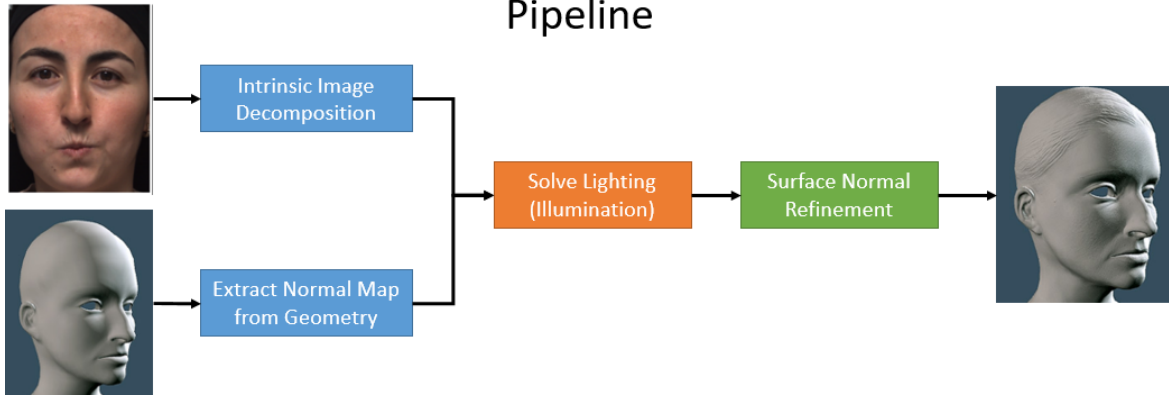 Pipeline
Intrinsic Image
Decomposition
Solve Lighting
(Illumination)
Surface Normal
Refinement
Extract Normal Map
from Geometry